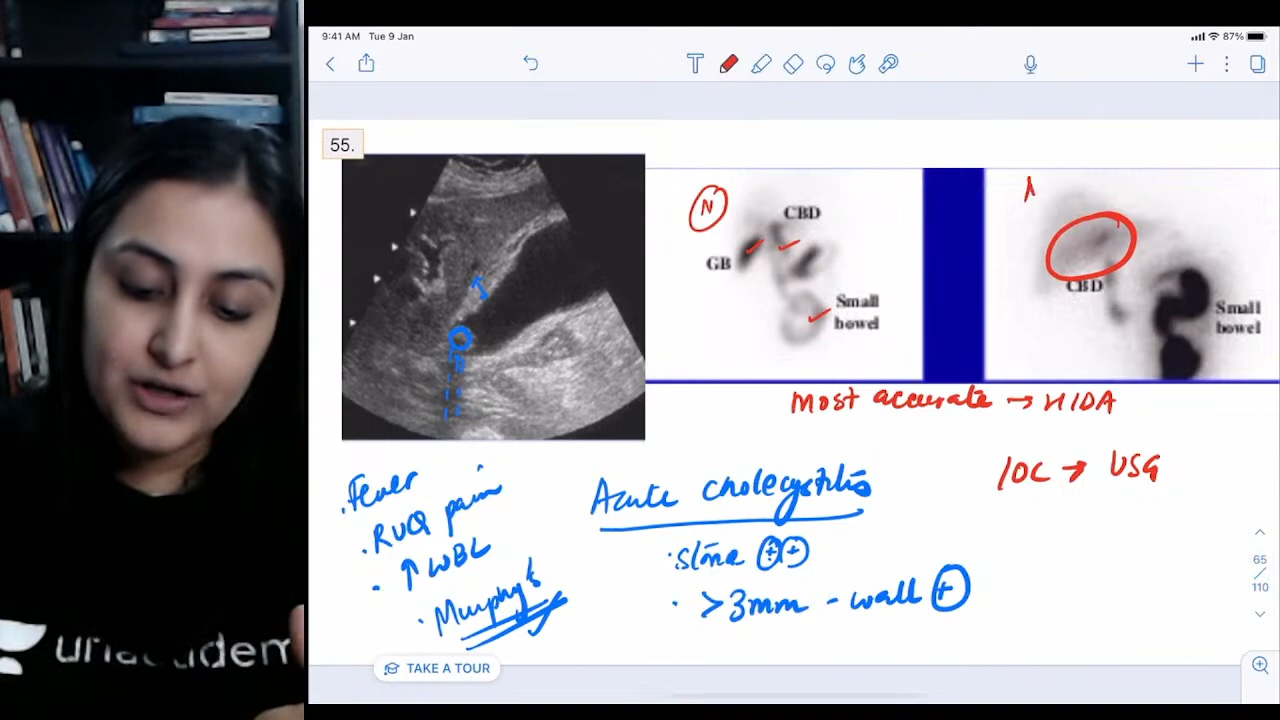 9:41 AM Tue 9 Jan
87%
T
55.
N
CBD
GB
Small
bowel
A
CBD
Small
bowel
Most accurate → HIDA
IOC → USG
. Fever
. RUQ pain
. ↑ WBC
. Murphy's
Acute cholecystitis
. stone ++
. >3mm - wall +
65
/
110
unacademy
TAKE A TOUR